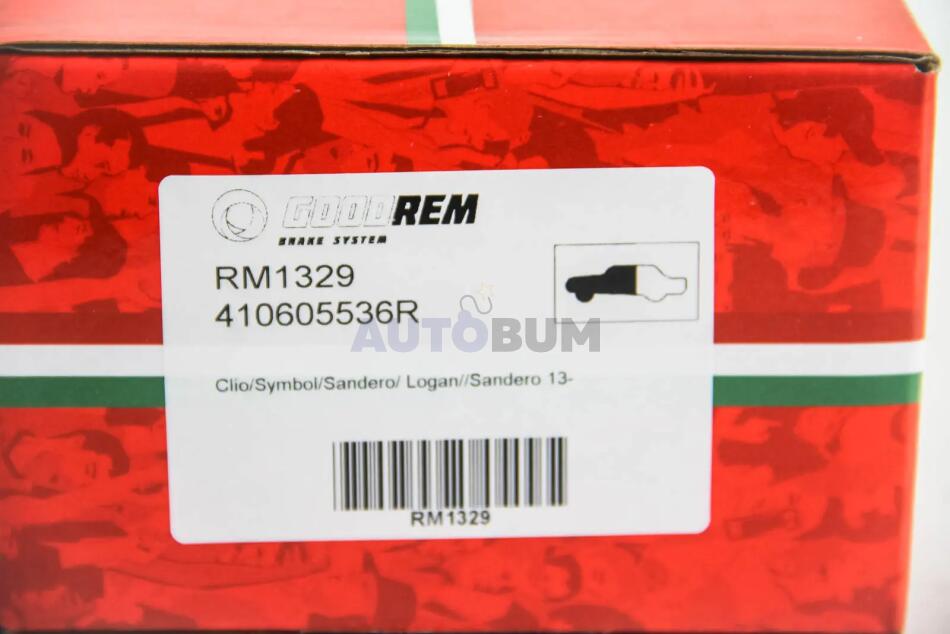 GOODREM
BRAKE SYSTEM
RM1329
410605536R
AUTOBUM
Clio/Symbol/Sandero/ Logan//Sandero 13-
RM1329